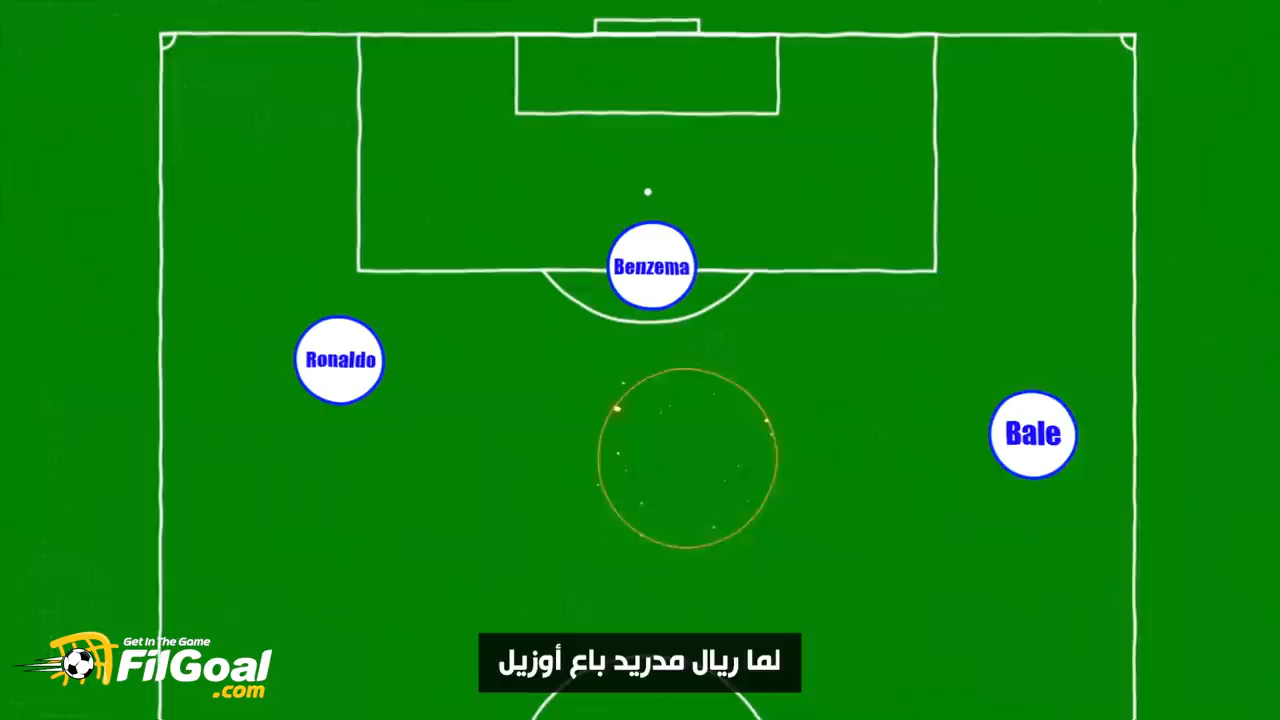 Benzema
Ronaldo
Bale
Get In The Game
FilGoal
.com
لما ريال مدريد باع أوزيل